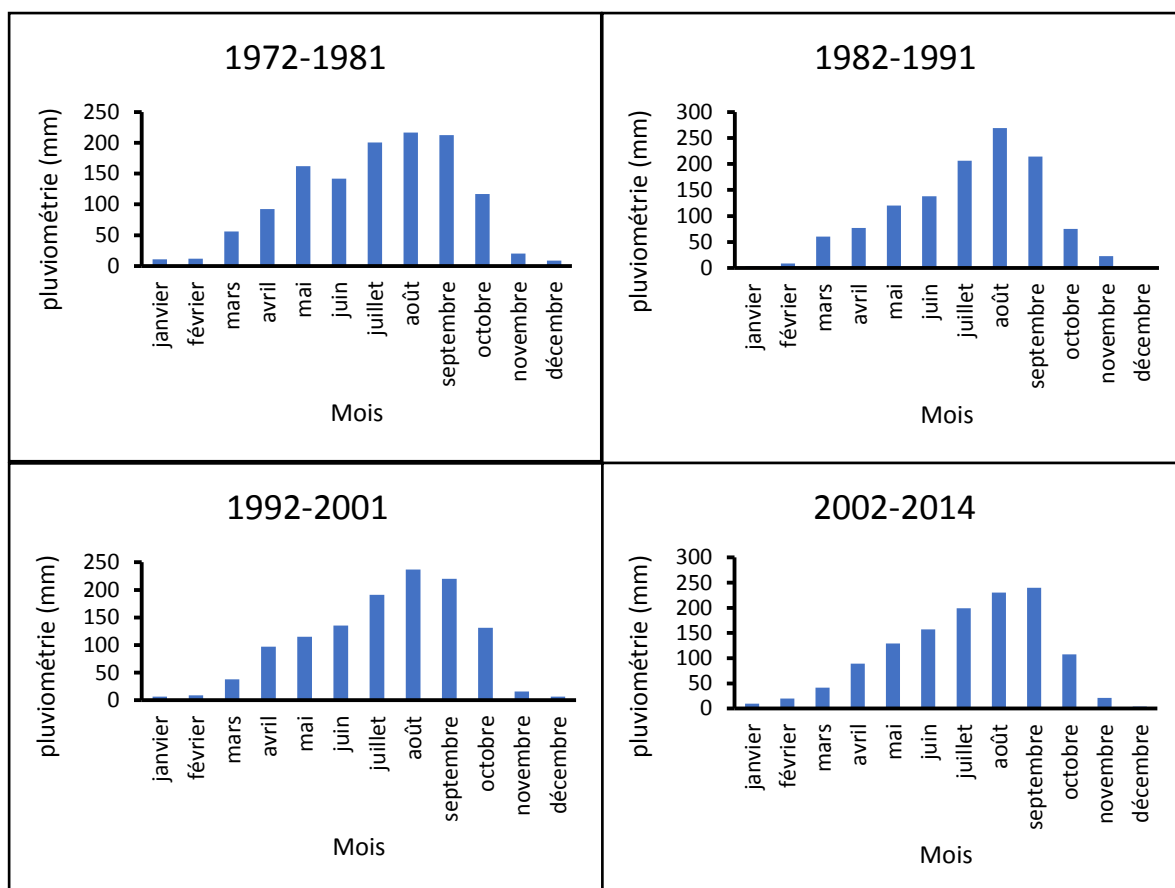 1972-1981
pluviométrie (mm)
250
200
150
100
50
0
janvier
février
mars
avril
mai
juin
juillet
août
septembre
octobre
novembre
décembre
Mois
1982-1991
pluviométrie (mm)
300
250
200
150
100
50
0
janvier
février
mars
avril
mai
juin
juillet
août
septembre
octobre
novembre
décembre
Mois
1992-2001
pluviométrie (mm)
250
200
150
100
50
0
janvier
février
mars
avril
mai
juin
juillet
août
septembre
octobre
novembre
décembre
Mois
2002-2014
pluviométrie (mm)
300
250
200
150
100
50
0
janvier
février
mars
avril
mai
juin
juillet
août
septembre
octobre
novembre
décembre
Mois